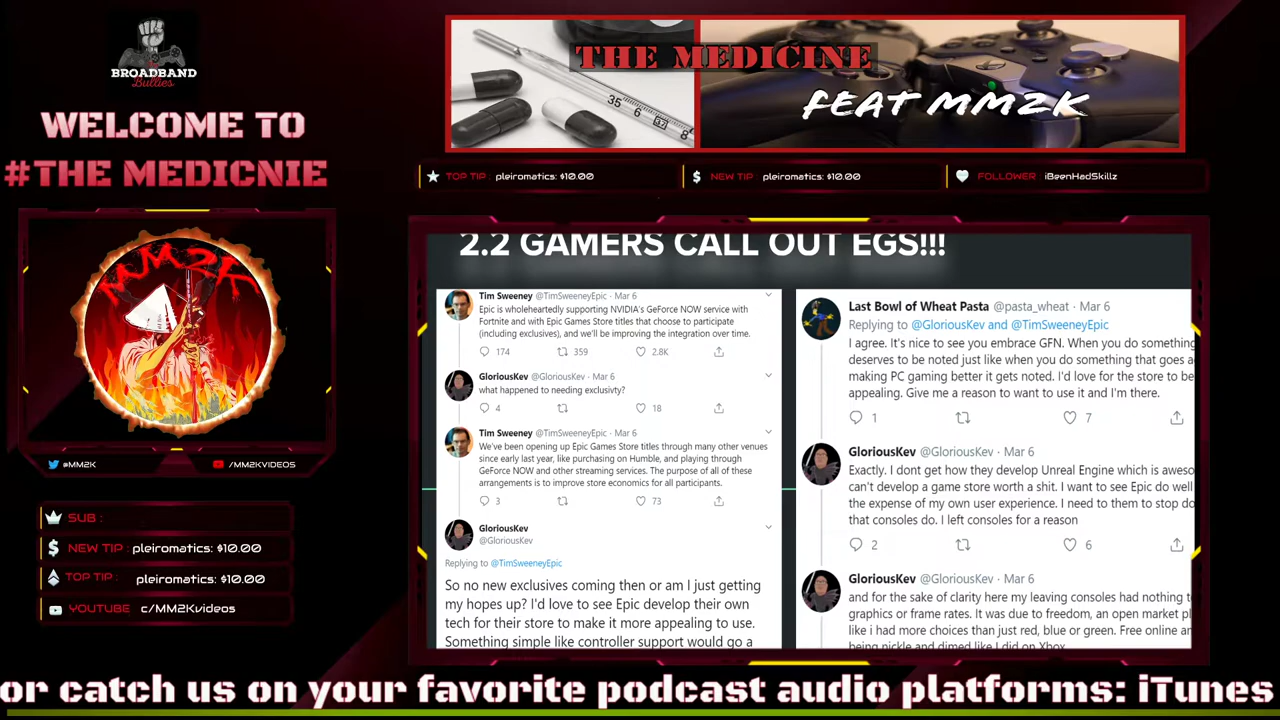 BROADBAND
Bullies
WELCOME TO
#THE MEDICNIE
THE MEDICINE
FEAT MM2K
35
6
37
8
TOP TIP : pleiromatics: $10.00
NEW TIP : pleiromatics: $10.00
FOLLOWER : iBeenHadSkillz
MM2K
@MM2K
/MM2KVIDEOS
SUB :
NEW TIP : pleiromatics: $10.00
TOP TIP : pleiromatics: $10.00
YOUTUBE c/MM2Kvideos
2.2 GAMERS CALL OUT EGS!!!
Tim Sweeney @TimSweeneyEpic · Mar 6
Epic is wholeheartedly supporting NVIDIA's GeForce NOW service with
Fortnite and with Epic Games Store titles that choose to participate
(including exclusives), and we'll be improving the integration over time.
174 359 2.8K
GloriousKev @GloriousKev · Mar 6
what happened to needing exclusivty?
4 18
Tim Sweeney @TimSweeneyEpic · Mar 6
We've been opening up Epic Games Store titles through many other venues
since early last year, like purchasing on Humble, and playing through
GeForce NOW and other streaming services. The purpose of all of these
arrangements is to improve store economics for all participants.
3 73
GloriousKev
@GloriousKev
Replying to @TimSweeneyEpic
So no new exclusives coming then or am I just getting
my hopes up? I'd love to see Epic develop their own
tech for their store to make it more appealing to use.
Something simple like controller support would go a
Last Bowl of Wheat Pasta @pasta_wheat · Mar 6
Replying to @GloriousKev and @TimSweeneyEpic
I agree. It's nice to see you embrace GFN. When you do something
deserves to be noted just like when you do something that goes a
making PC gaming better it gets noted. I'd love for the store to be
appealing. Give me a reason to want to use it and I'm there.
1 7
GloriousKev @GloriousKev · Mar 6
Exactly. I dont get how they develop Unreal Engine which is aweso
can't develop a game store worth a shit. I want to see Epic do well
the expense of my own user experience. I need to them to stop do
that consoles do. I left consoles for a reason
2 6
GloriousKev @GloriousKev · Mar 6
and for the sake of clarity here my leaving consoles had nothing t
graphics or frame rates. It was due to freedom, an open market pl
like i had more choices than just red, blue or green. Free online an
being nickle and dimed like I did on Xbox
or catch us on your favorite podcast audio platforms: iTunes